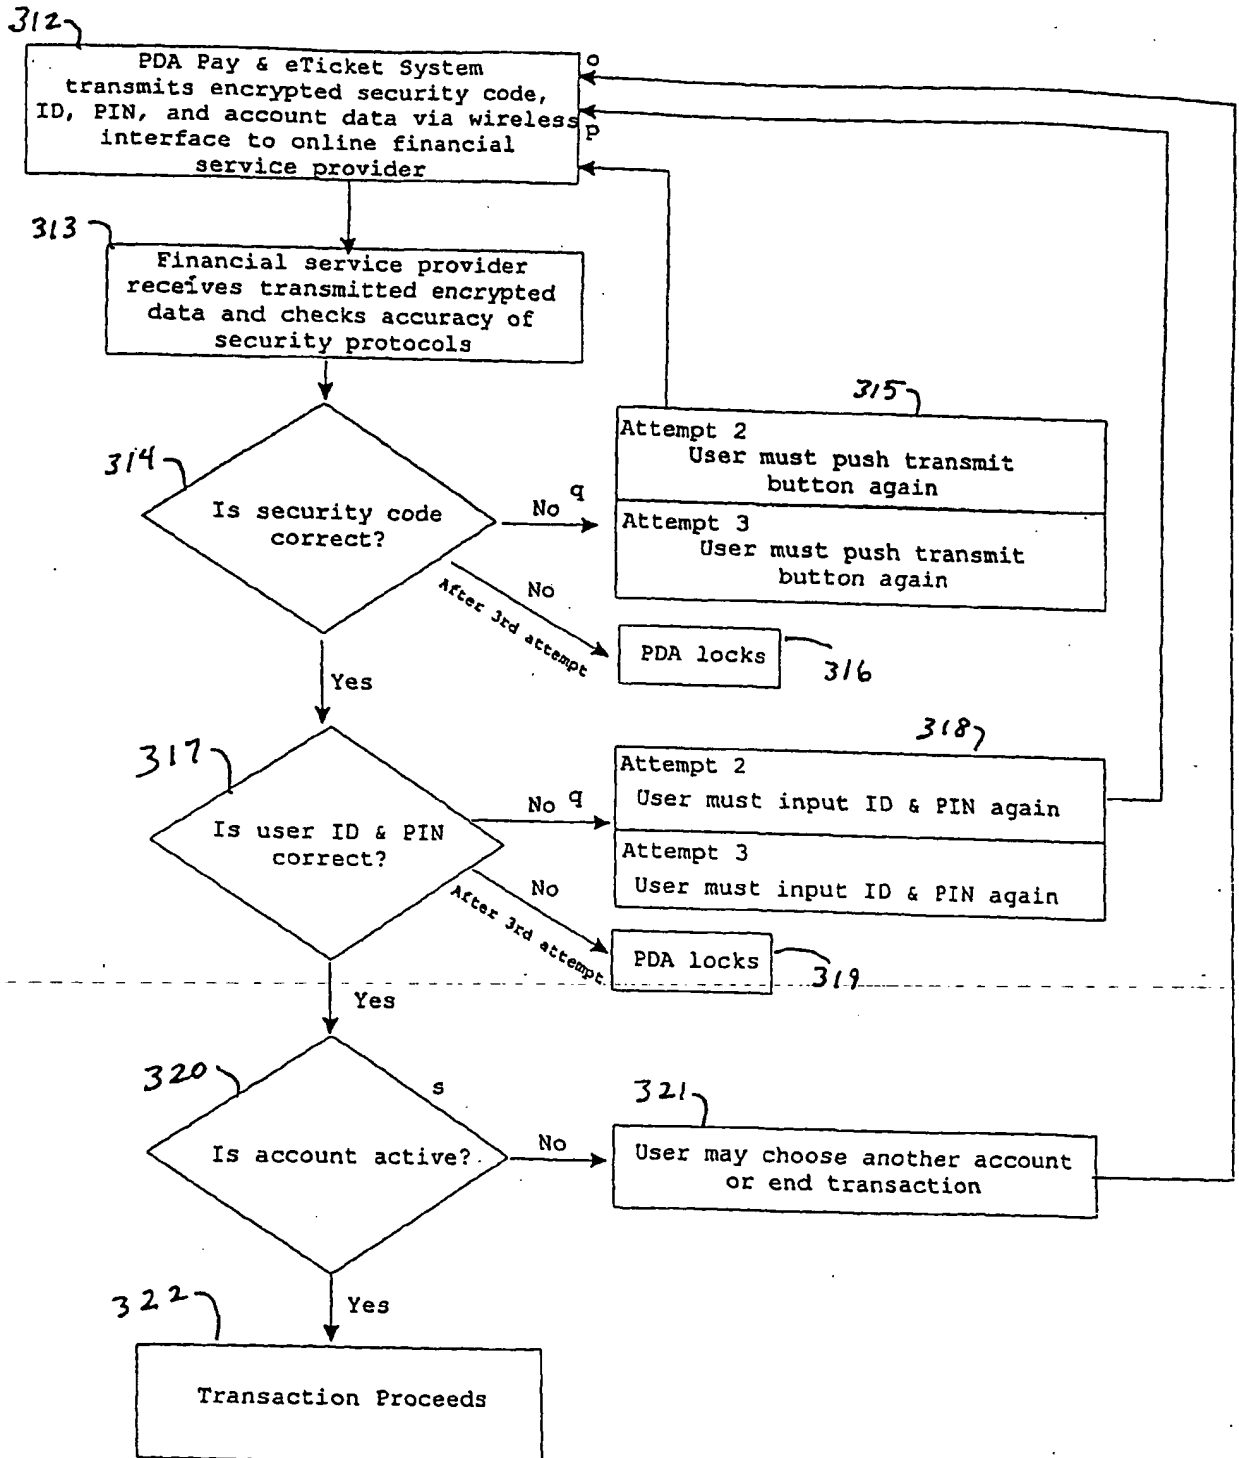 312
PDA Pay & eTicket System
transmits encrypted security code,
ID, PIN, and account data via wireless
interface to online financial
service provider
o
p
313
Financial service provider
receives transmitted encrypted
data and checks accuracy of
security protocols
314
Is security code
correct?
No q
315
Attempt 2
User must push transmit
button again
Attempt 3
User must push transmit
button again
No
After 3rd attempt
PDA locks
316
Yes
317
Is user ID & PIN
correct?
No q
318
Attempt 2
User must input ID & PIN again
Attempt 3
User must input ID & PIN again
No
After 3rd attempt
PDA locks
319
Yes
320
s
Is account active?
No
321
User may choose another account
or end transaction
Yes
322
Transaction Proceeds